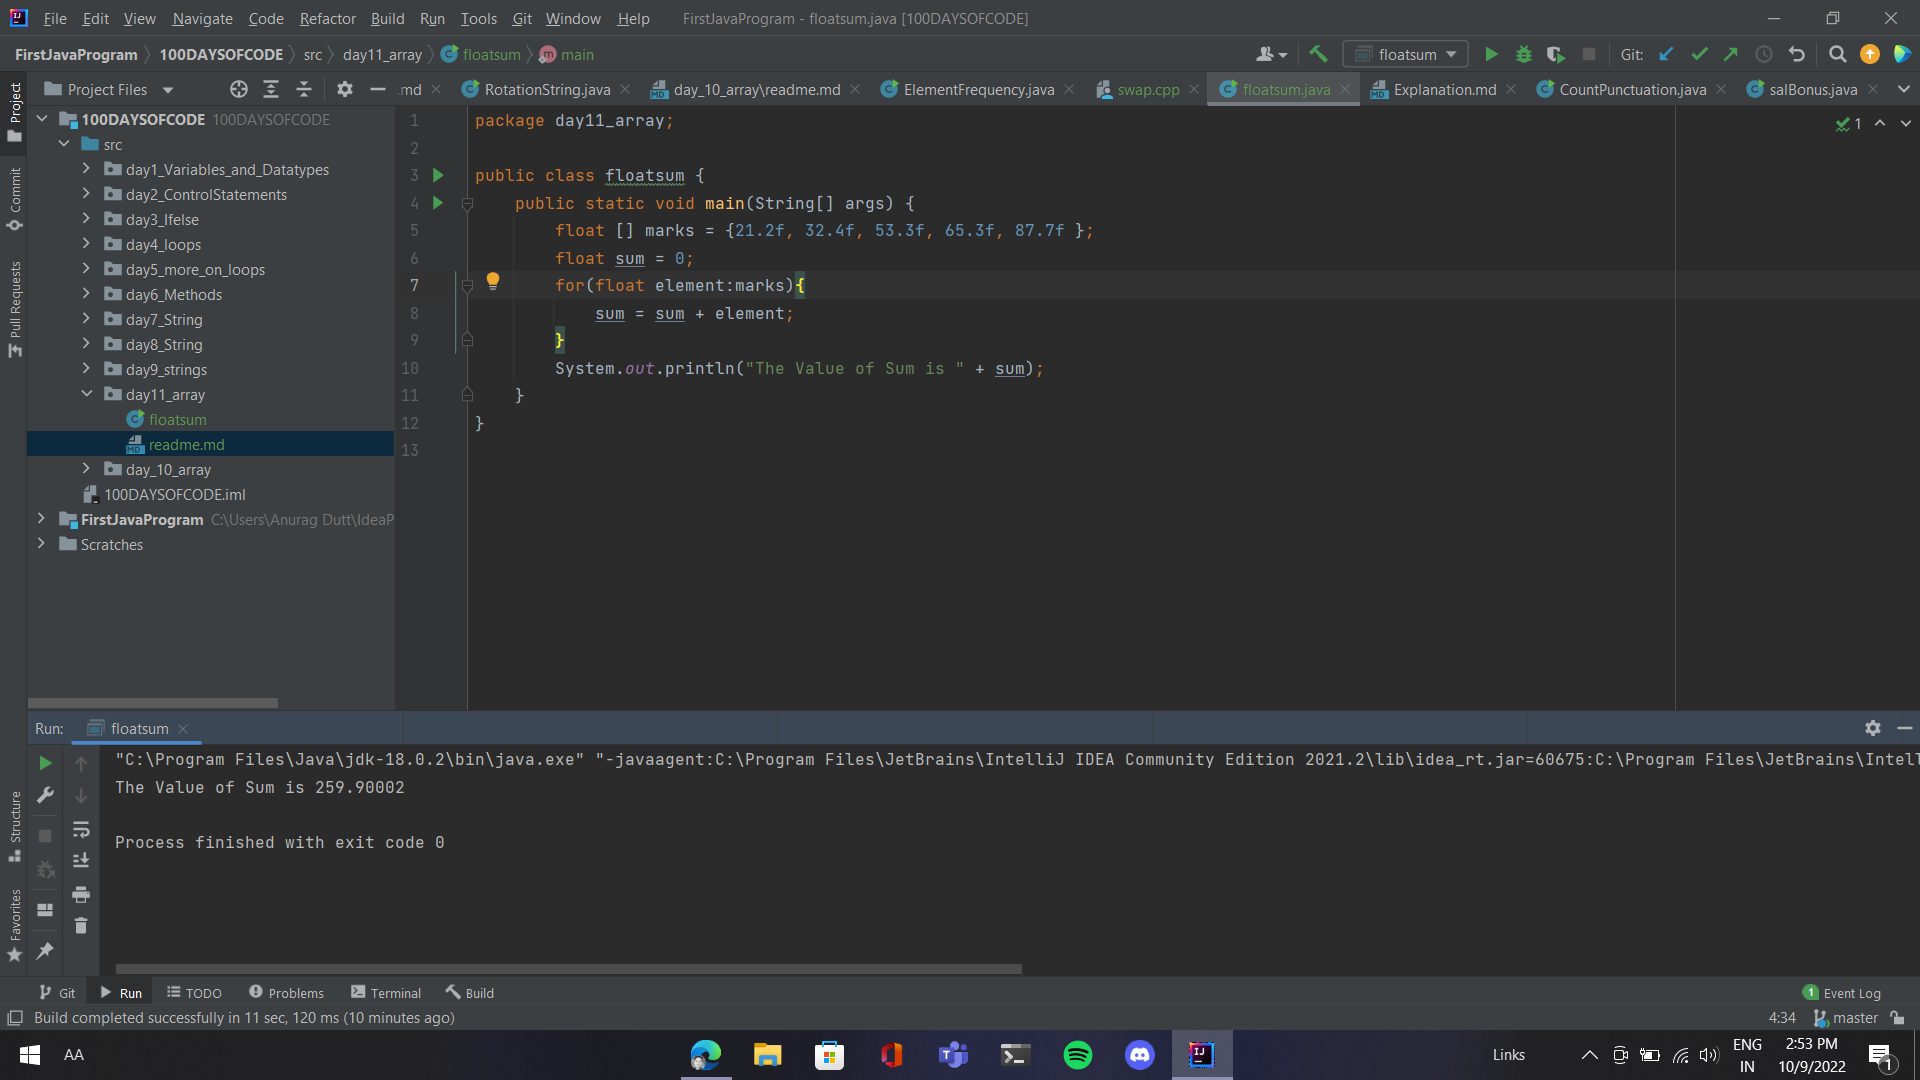 File Edit View Navigate Code Refactor Build Run Tools Git Window Help FirstJavaProgram - floatsum.java [100DAYSOFCODE]
FirstJavaProgram 100DAYSOFCODE src day11_array floatsum main floatsum Git:
Project Files .md RotationString.java day_10_array\readme.md ElementFrequency.java swap.cpp floatsum.java Explanation.md CountPunctuation.java salBonus.java
Project
Commit
Pull Requests
Structure
Favorites
100DAYSOFCODE 100DAYSOFCODE
src
day1_Variables_and_Datatypes
day2_ControlStatements
day3_Ifelse
day4_loops
day5_more_on_loops
day6_Methods
day7_String
day8_String
day9_strings
day11_array
floatsum
readme.md
day_10_array
100DAYSOFCODE.iml
FirstJavaProgram C:\Users\Anurag Dutt\IdeaP
Scratches
1 package day11_array;
2
3 public class floatsum {
4 public static void main(String[] args) {
5 float [] marks = {21.2f, 32.4f, 53.3f, 65.3f, 87.7f };
6 float sum = 0;
7 for(float element:marks){
8 sum = sum + element;
9 }
10 System.out.println("The Value of Sum is " + sum);
11 }
12 }
13
1
Run: floatsum
"C:\Program Files\Java\jdk-18.0.2\bin\java.exe" "-javaagent:C:\Program Files\JetBrains\IntelliJ IDEA Community Edition 2021.2\lib\idea_rt.jar=60675:C:\Program Files\JetBrains\Intell
The Value of Sum is 259.90002
Process finished with exit code 0
Git Run TODO Problems Terminal Build 1 Event Log
Build completed successfully in 11 sec, 120 ms (10 minutes ago) 4:34 master
AA Links ENG IN 2:53 PM 10/9/2022 1